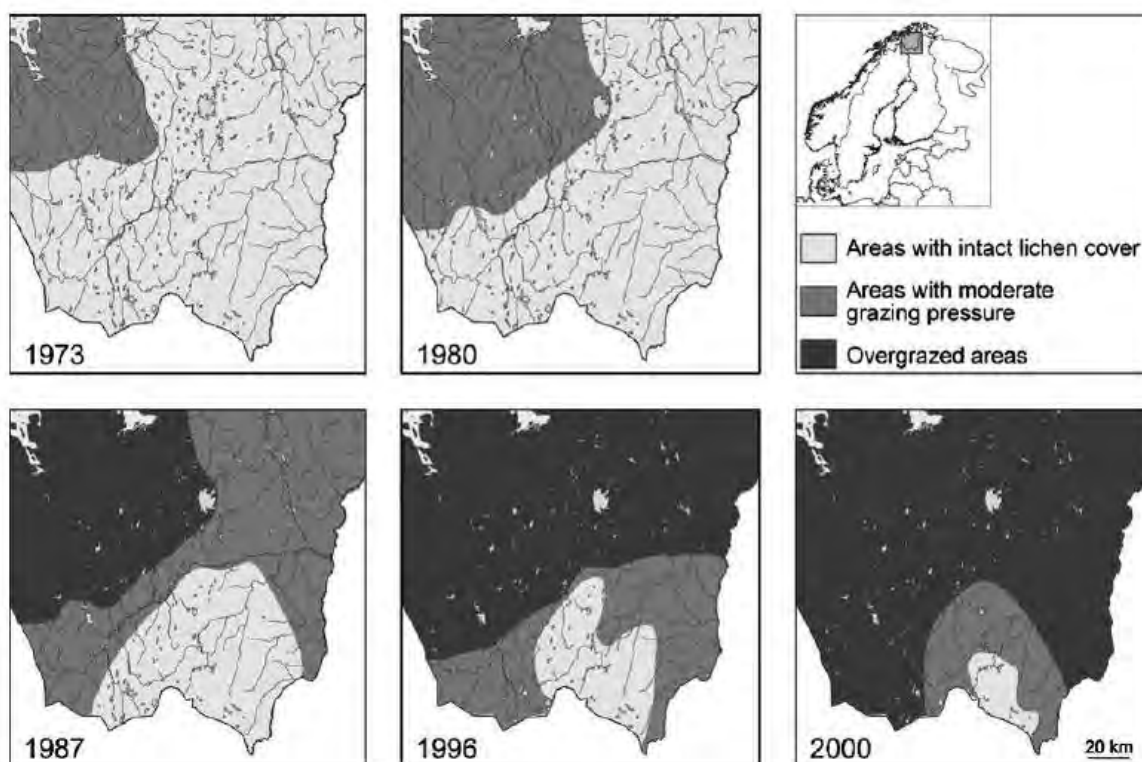 1973
1980
Areas with intact lichen cover
Areas with moderate
grazing pressure
Overgrazed areas
1987
1996
2000
20 km